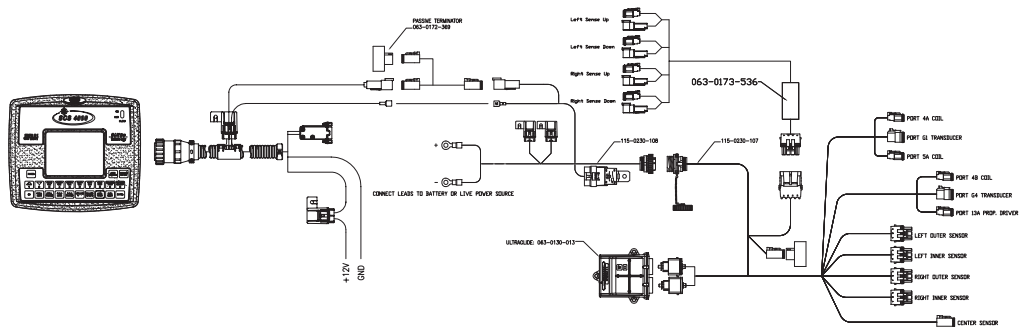 PASSIVE TERMINATOR
063-0172-369
Left Sense Up
Left Sense Down
Right Sense Up
Right Sense Down
063-0173-536
SCS 4000
+
-
CONNECT LEADS TO BATTERY OR LIVE POWER SOURCE
115-0230-108
115-0230-107
+12V
GND
ULTRAGLIDE: 063-0130-013
PORT 4A COIL
PORT G1 TRANSDUCER
PORT 5A COIL
PORT 4B COIL
PORT G4 TRANSDUCER
PORT 13A PROP. DRIVER
LEFT OUTER SENSOR
LEFT INNER SENSOR
RIGHT OUTER SENSOR
RIGHT INNER SENSOR
CENTER SENSOR